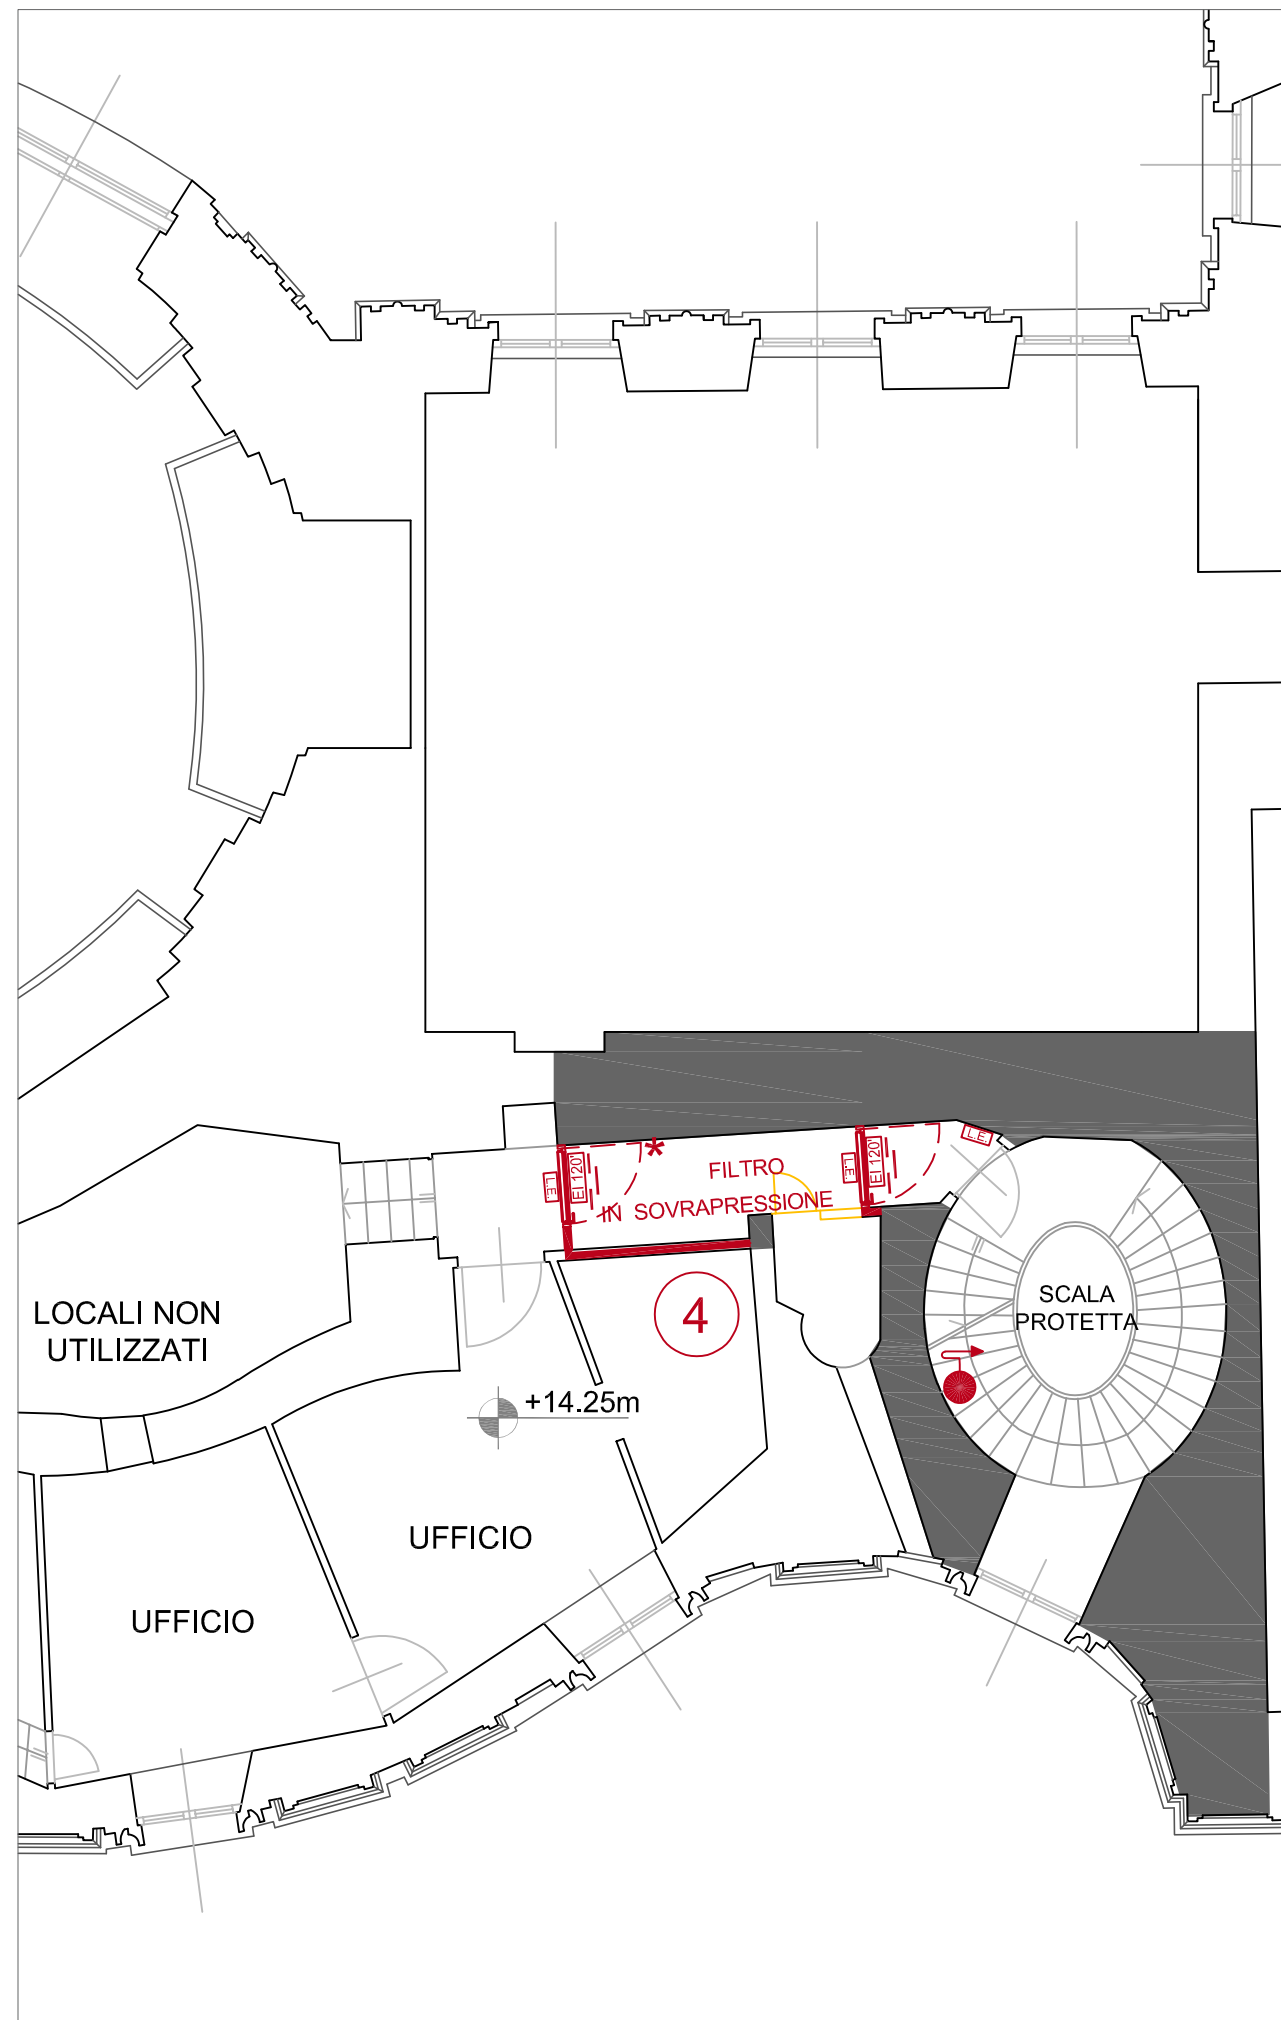 L.E.
EI 120'
*
FILTRO
IN SOVRAPRESSIONE
L.E.
EI 120'
L.E.
LOCALI NON
UTILIZZATI
4
SCALA
PROTETTA
+14.25m
UFFICIO
UFFICIO